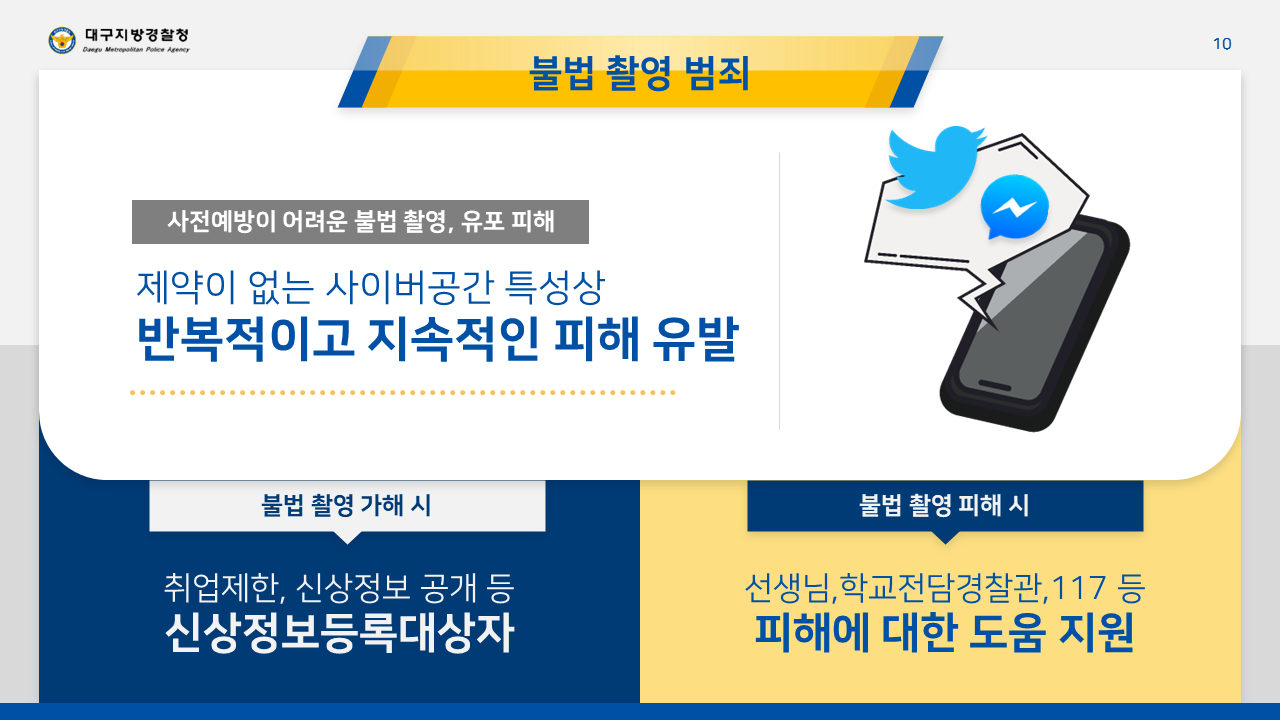 대구지방경찰청
Daegu Metropolitan Police Agency
10
불법 촬영 범죄
사전예방이 어려운 불법 촬영, 유포 피해
제약이 없는 사이버공간 특성상
반복적이고 지속적인 피해 유발
불법 촬영 가해 시
취업제한, 신상정보 공개 등
신상정보등록대상자
불법 촬영 피해 시
선생님,학교전담경찰관,117 등
피해에 대한 도움 지원